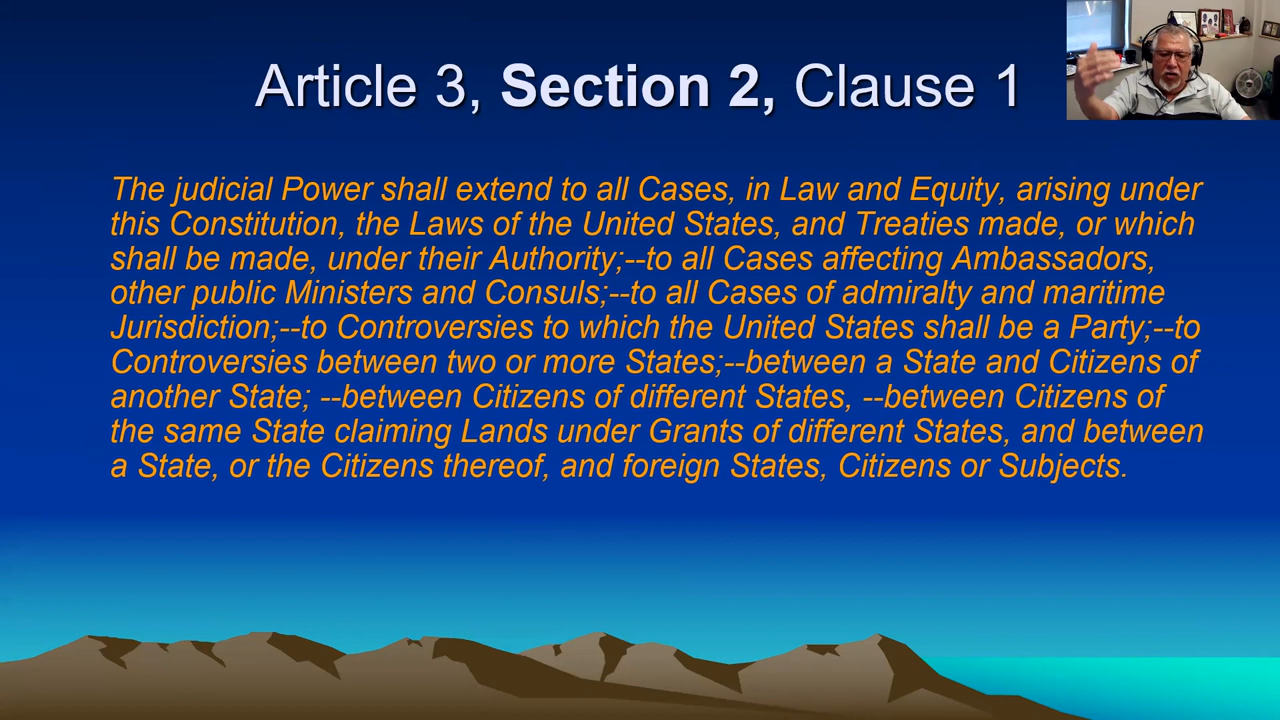 Article 3, Section 2, Clause 1
The judicial Power shall extend to all Cases, in Law and Equity, arising under
this Constitution, the Laws of the United States, and Treaties made, or which
shall be made, under their Authority;--to all Cases affecting Ambassadors,
other public Ministers and Consuls;--to all Cases of admiralty and maritime
Jurisdiction;--to Controversies to which the United States shall be a Party;--to
Controversies between two or more States;--between a State and Citizens of
another State; --between Citizens of different States, --between Citizens of
the same State claiming Lands under Grants of different States, and between
a State, or the Citizens thereof, and foreign States, Citizens or Subjects.